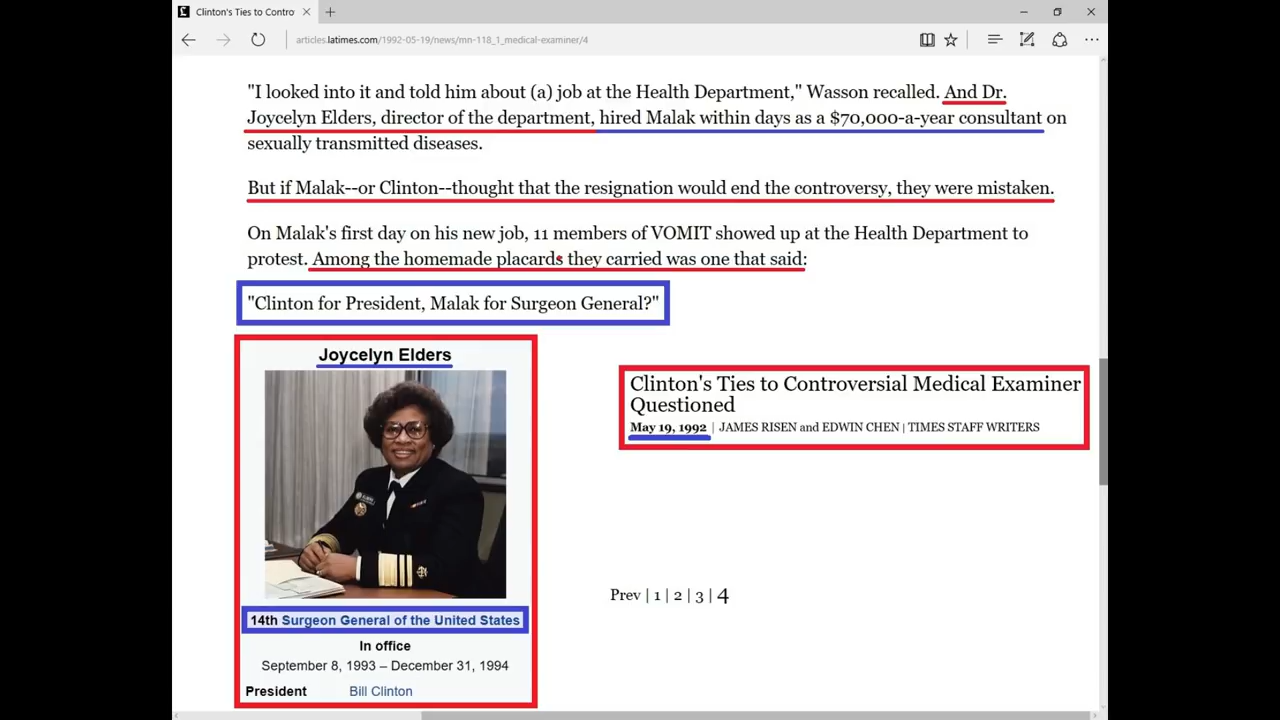 Clinton's Ties to Contro
articles.latimes.com/1992-05-19/news/mn-118_1_medical-examiner/4
"I looked into it and told him about (a) job at the Health Department," Wasson recalled. And Dr.
Joycelyn Elders, director of the department, hired Malak within days as a $70,000-a-year consultant on
sexually transmitted diseases.
But if Malak--or Clinton--thought that the resignation would end the controversy, they were mistaken.
On Malak's first day on his new job, 11 members of VOMIT showed up at the Health Department to
protest. Among the homemade placards they carried was one that said:
"Clinton for President, Malak for Surgeon General?"
Joycelyn Elders
14th Surgeon General of the United States
In office
September 8, 1993 – December 31, 1994
President Bill Clinton
Clinton's Ties to Controversial Medical Examiner
Questioned
May 19, 1992 | JAMES RISEN and EDWIN CHEN | TIMES STAFF WRITERS
Prev | 1 | 2 | 3 | 4